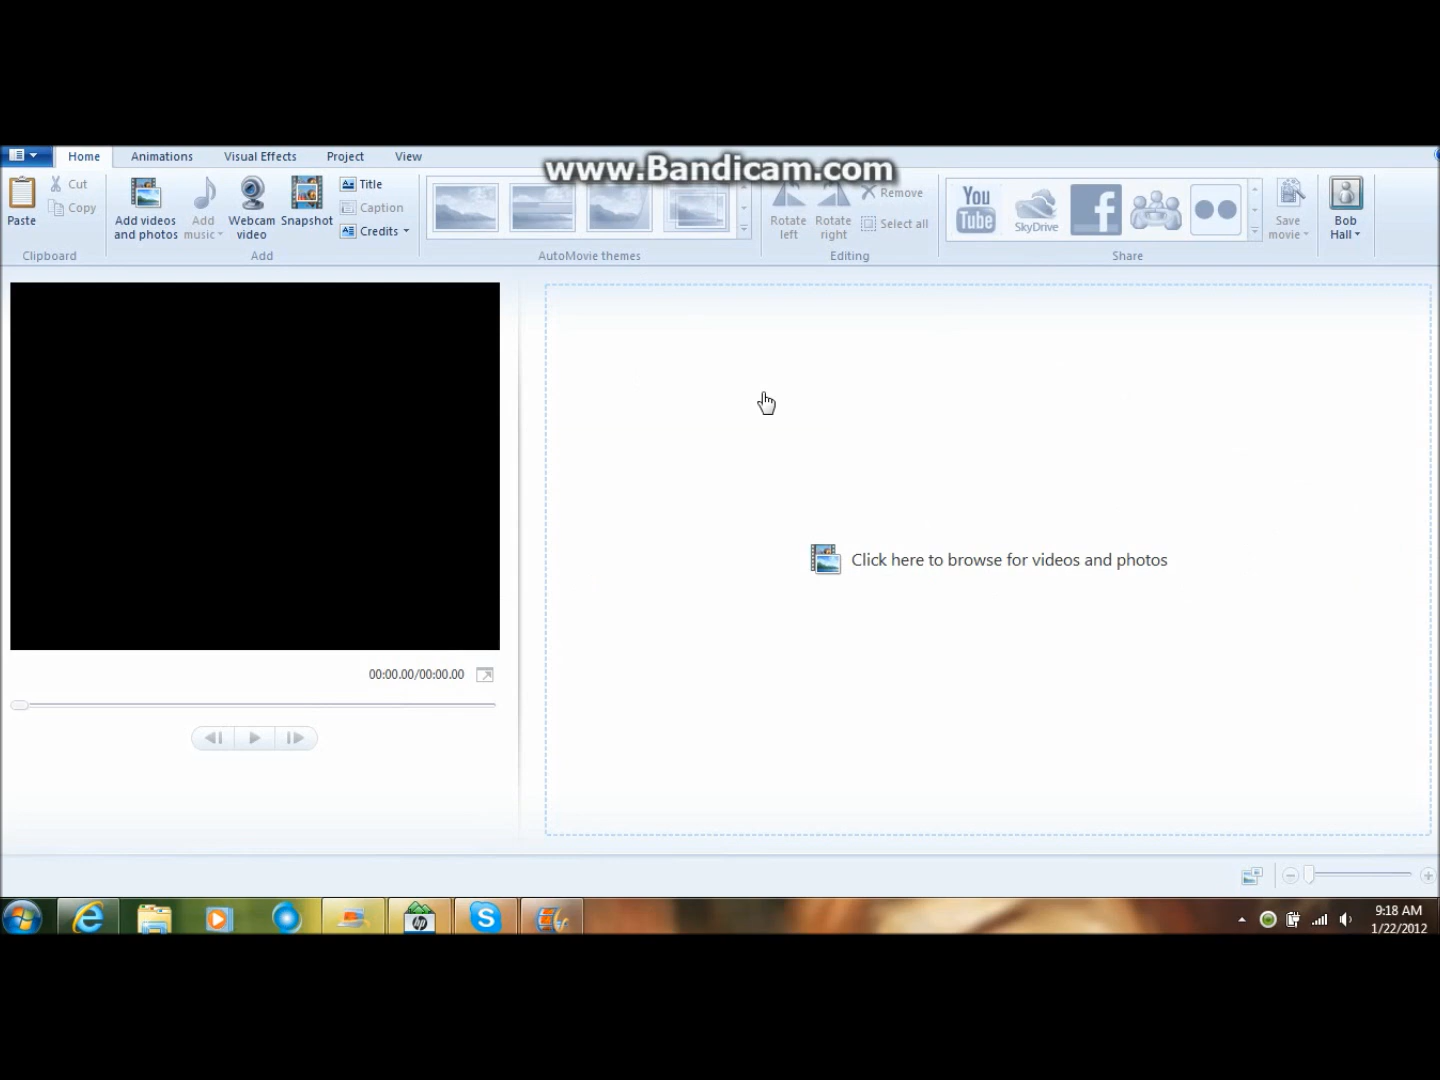 www.Bandicam.com
Home
Animations
Visual Effects
Project
View
Paste
Cut
Copy
Clipboard
Add videos
and photos
Add
music
Webcam
video
Snapshot
Title
Caption
Credits
Add
AutoMovie themes
Rotate
left
Rotate
right
Remove
Select all
Editing
You
Tube
SkyDrive
f
Share
Save
movie
Bob
Hall
Click here to browse for videos and photos
00:00.00/00:00.00
hp
S
9:18 AM
1/22/2012